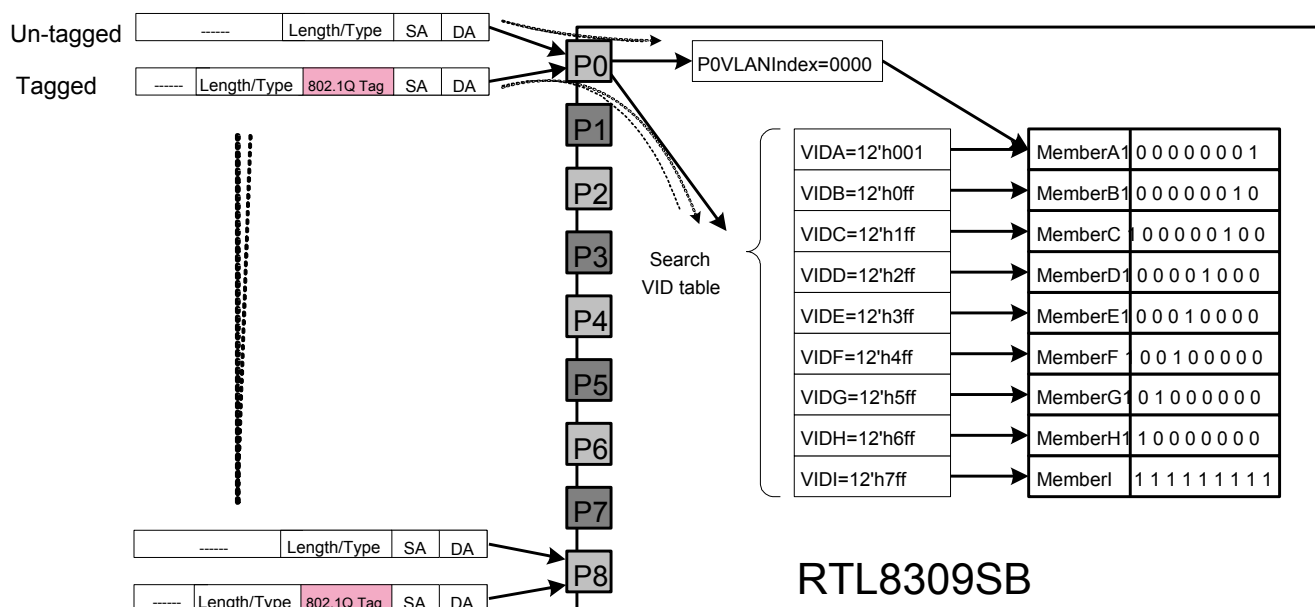 Un-tagged ------ Length/Type SA DA
Tagged ------ Length/Type 802.1Q Tag SA DA
P0
P0VLANIndex=0000
P1
P2
P3
P4
P5
P6
P7
P8
Search
VID table
VIDA=12'h001 MemberA 1 0 0 0 0 0 0 0 1
VIDB=12'h0ff MemberB 1 0 0 0 0 0 0 1 0
VIDC=12'h1ff MemberC 1 0 0 0 0 0 1 0 0
VIDD=12'h2ff MemberD 1 0 0 0 0 1 0 0 0
VIDE=12'h3ff MemberE 1 0 0 0 1 0 0 0 0
VIDF=12'h4ff MemberF 1 0 0 1 0 0 0 0 0
VIDG=12'h5ff MemberG 1 0 1 0 0 0 0 0 0
VIDH=12'h6ff MemberH 1 1 0 0 0 0 0 0 0
VIDI=12'h7ff MemberI 1 1 1 1 1 1 1 1 1
------ Length/Type SA DA
------ Length/Type 802.1Q Tag SA DA
RTL8309SB